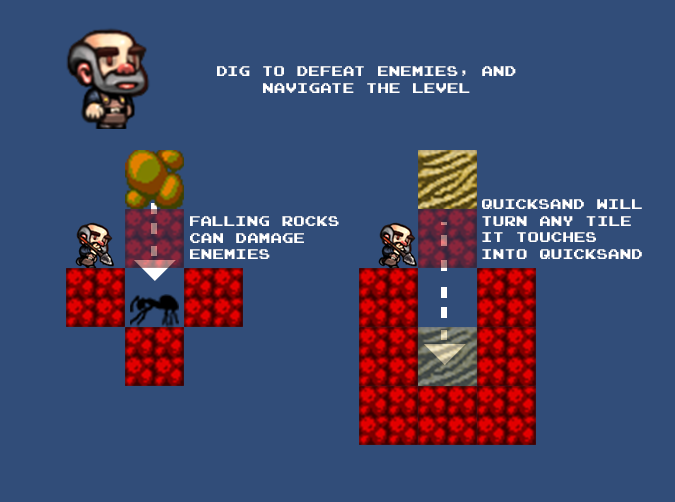 DIG TO DEFEAT ENEMIES, AND
NAVIGATE THE LEVEL
FALLING ROCKS
CAN DAMAGE
ENEMIES
QUICKSAND WILL
TURN ANY TILE
IT TOUCHES
INTO QUICKSAND